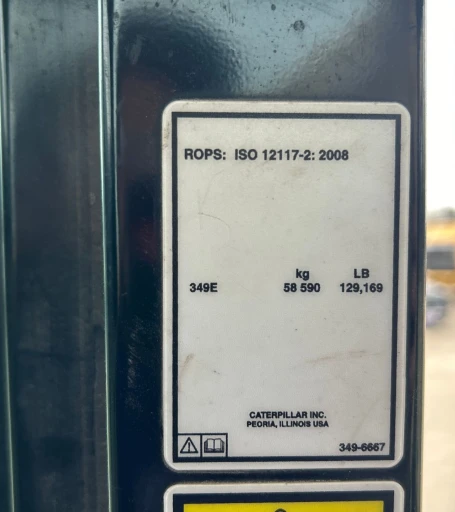 ROPS: ISO 12117-2: 2008
kg LB
349E 58 590 129,169
CATERPILLAR INC.
PEORIA, ILLINOIS USA
349-6667